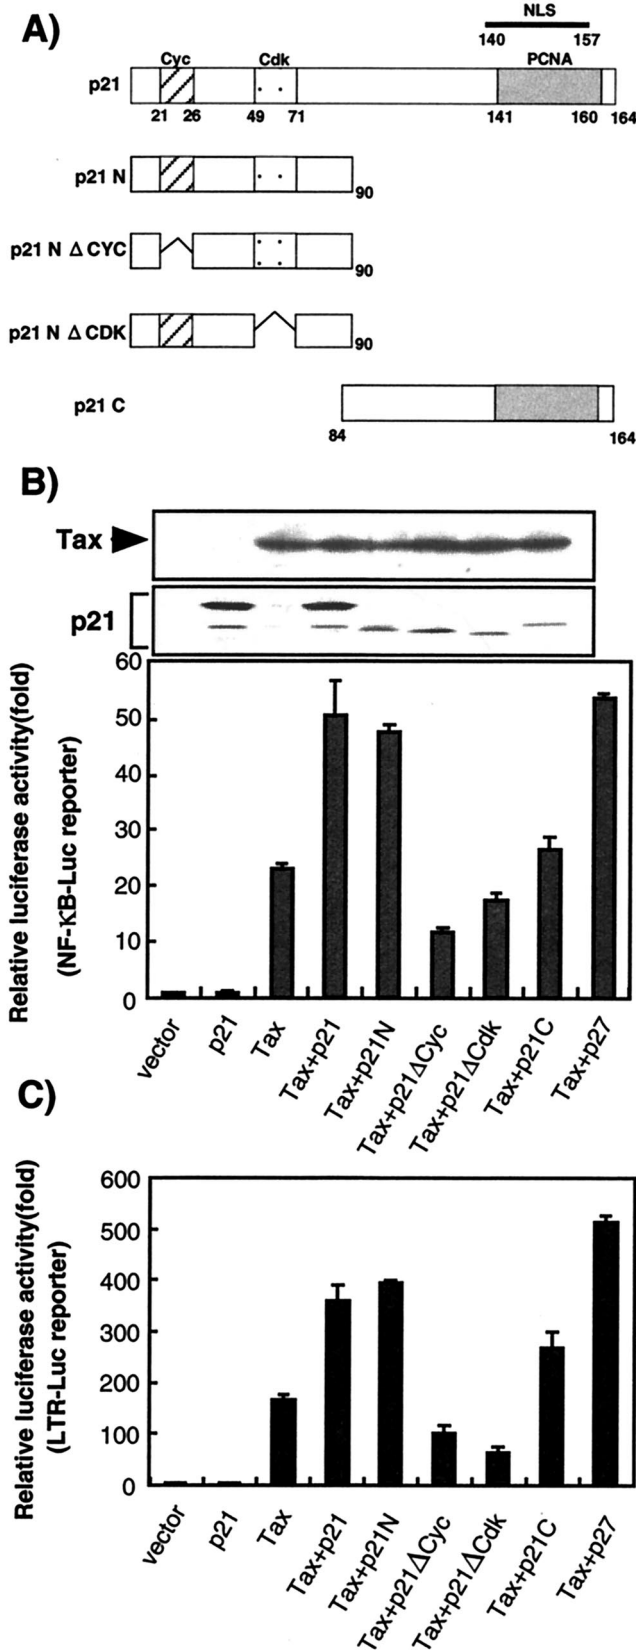 A)
NLS
140 157
Cyc Cdk PCNA
p21
21 26 49 71 141 160 164
p21 N
90
p21 N Δ CYC
90
p21 N Δ CDK
90
p21 C
84 164
B)
Tax
p21
Relative luciferase activity(fold)
(NF-κB-Luc reporter)
60
50
40
30
20
10
0
vector
p21
Tax
Tax+p21
Tax+p21N
Tax+p21ΔCyc
Tax+p21ΔCdk
Tax+p21C
Tax+p27
C)
Relative luciferase activity(fold)
(LTR-Luc reporter)
600
500
400
300
200
100
0
vector
p21
Tax
Tax+p21
Tax+p21N
Tax+p21ΔCyc
Tax+p21ΔCdk
Tax+p21C
Tax+p27